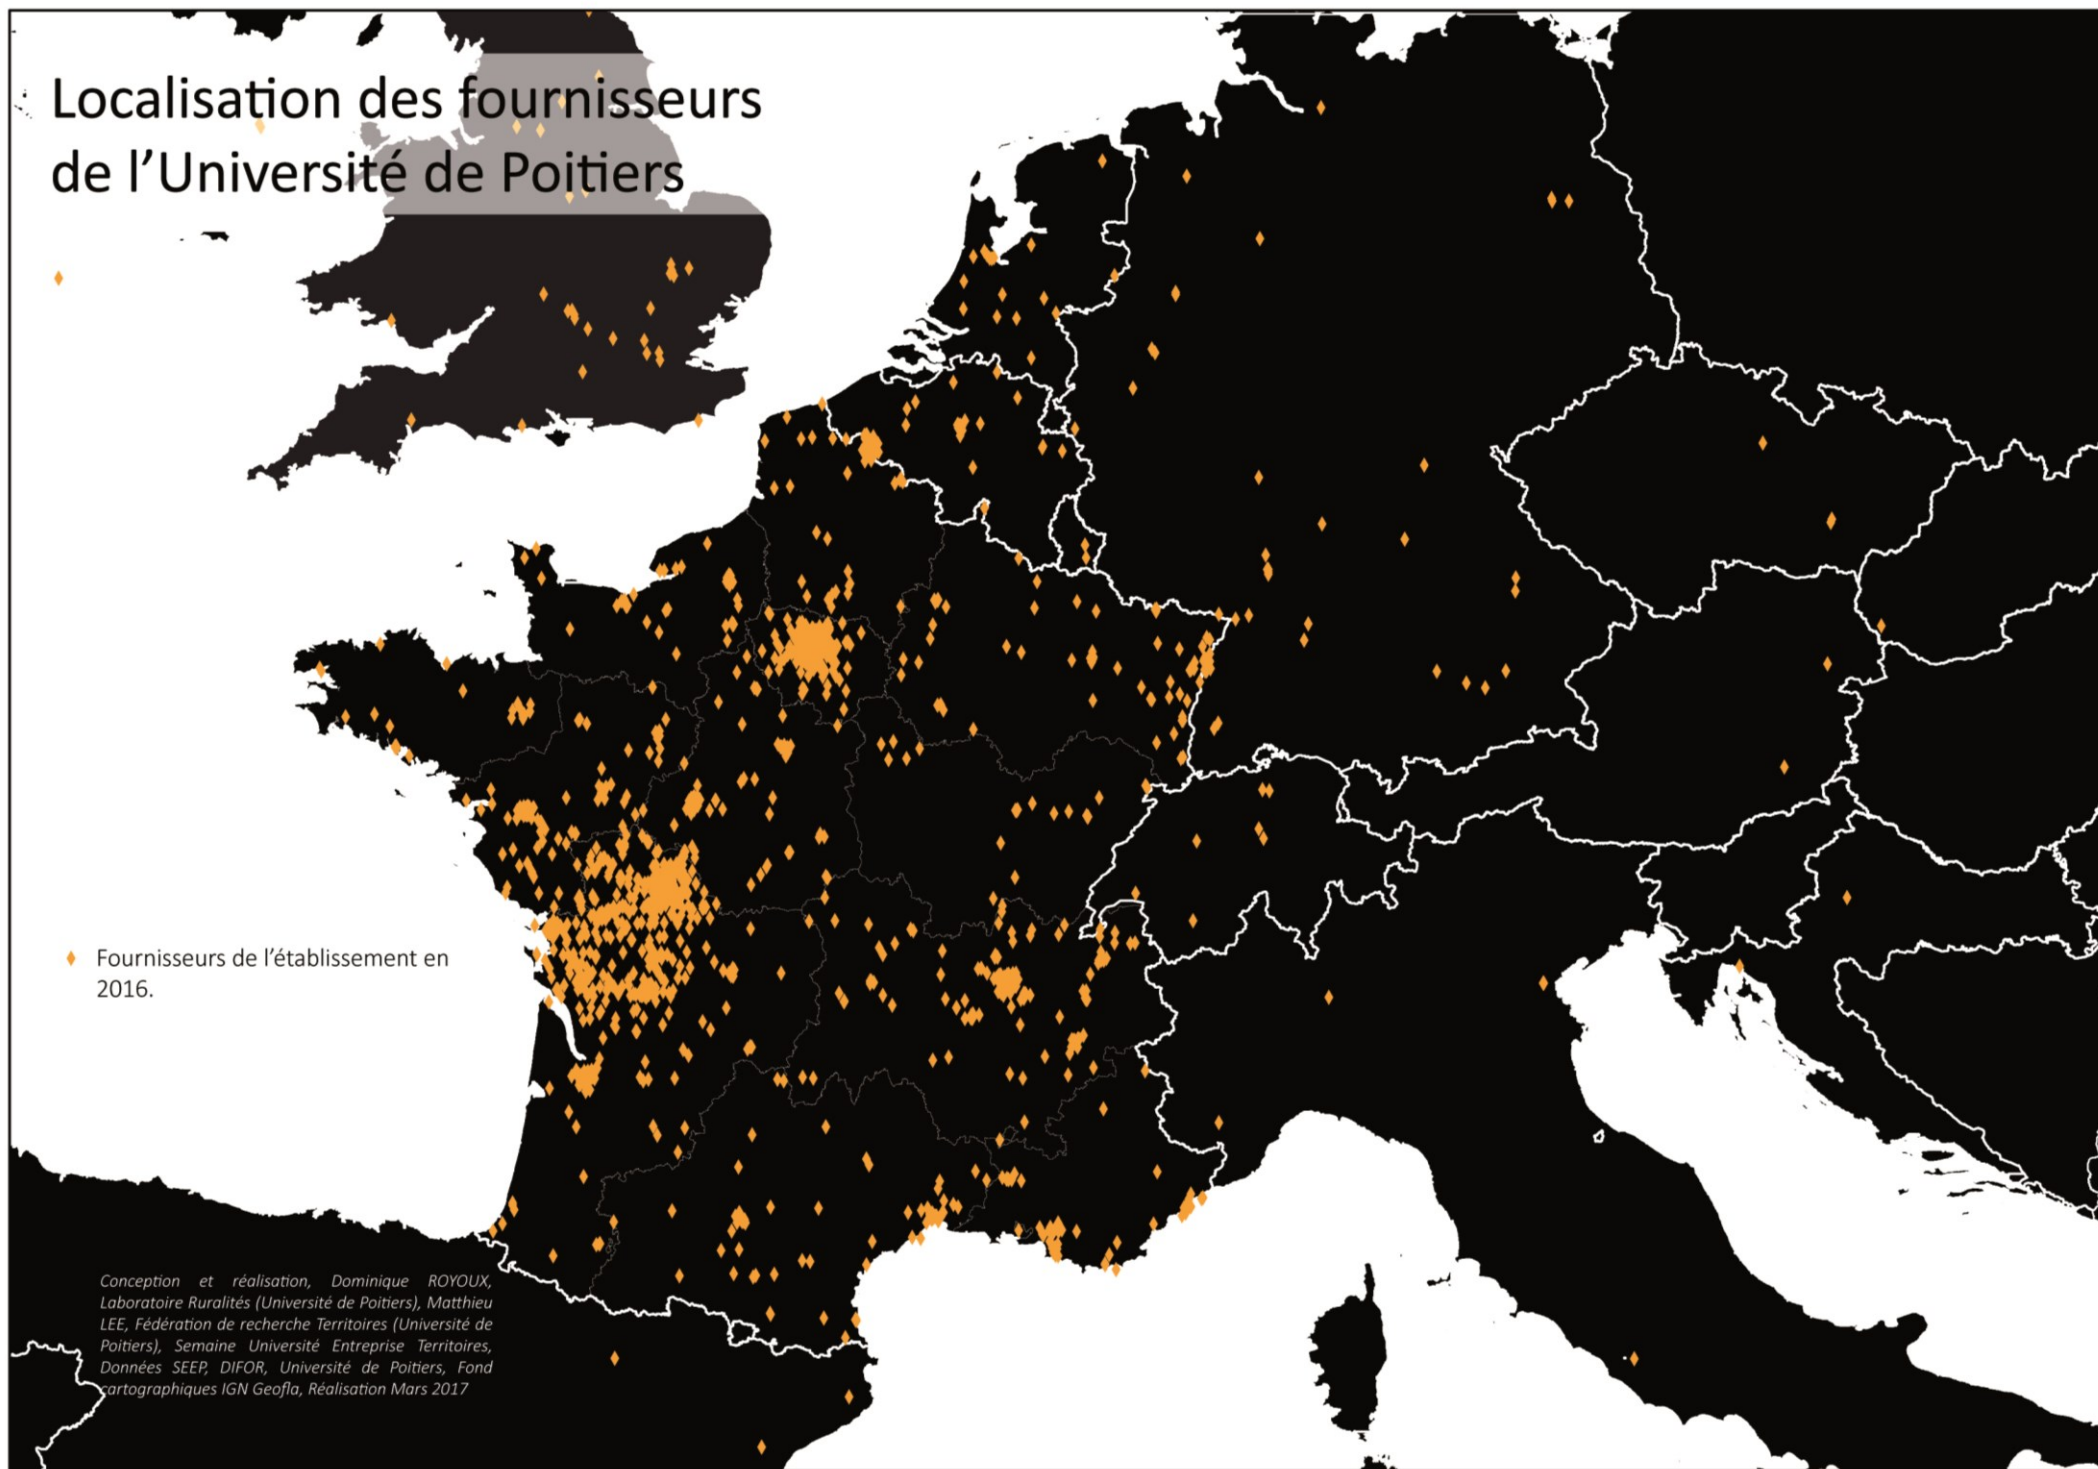 Localisation des fournisseurs
de l’Université de Poitiers
Fournisseurs de l’établissement en
2016.
Conception et réalisation, Dominique ROYOUX,
Laboratoire Ruralités (Université de Poitiers), Matthieu
LEE, Fédération de recherche Territoires (Université de
Poitiers), Semaine Université Entreprise Territoires,
Données SEEP, DIFOR, Université de Poitiers, Fond
cartographiques IGN Geofla, Réalisation Mars 2017